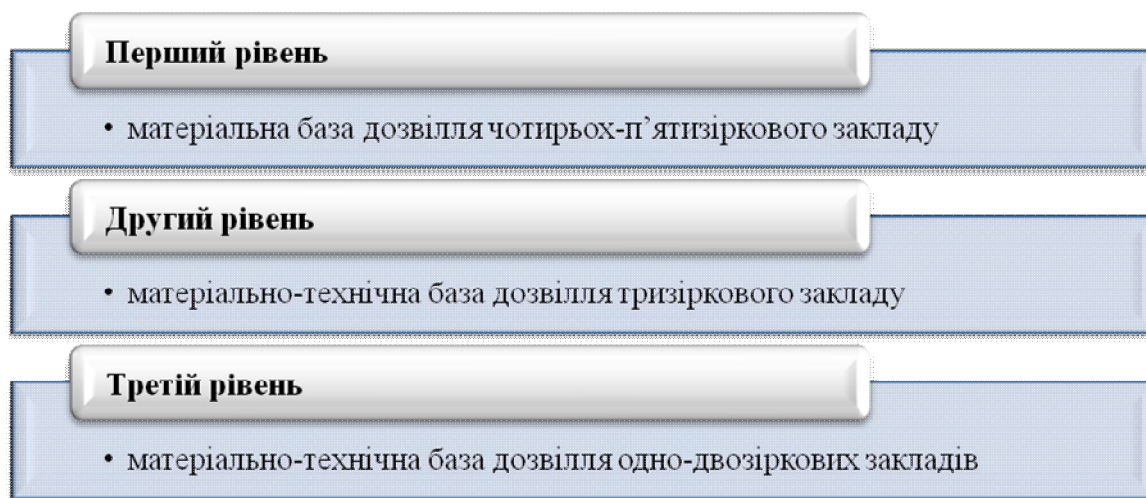 Перший рівень
• матеріальна база дозвілля чотирьох-п’ятизіркового закладу
Другий рівень
• матеріально-технічна база дозвілля тризіркового закладу
Третій рівень
• матеріально-технічна база дозвілля одно-двозіркових закладів